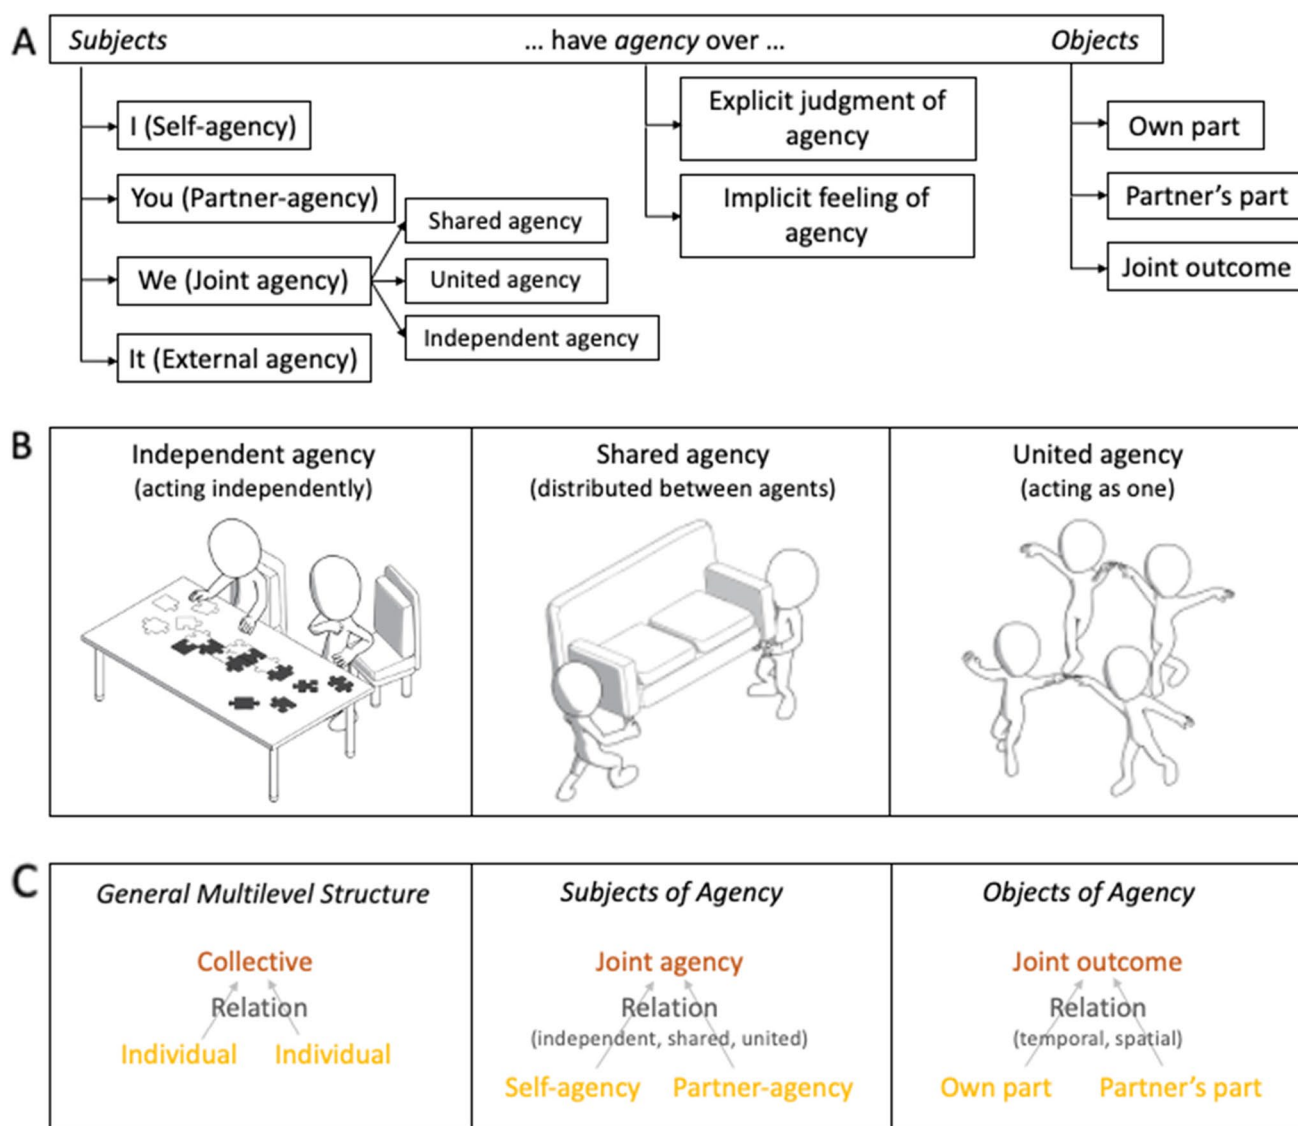 A
Subjects ... have agency over ... Objects
I (Self-agency)
You (Partner-agency)
We (Joint agency)
It (External agency)
Shared agency
United agency
Independent agency
Explicit judgment of
agency
Implicit feeling of
agency
Own part
Partner's part
Joint outcome
B
Independent agency
(acting independently)
Shared agency
(distributed between agents)
United agency
(acting as one)
C
General Multilevel Structure
Collective
Relation
Individual Individual
Subjects of Agency
Joint agency
Relation
(independent, shared, united)
Self-agency Partner-agency
Objects of Agency
Joint outcome
Relation
(temporal, spatial)
Own part Partner's part